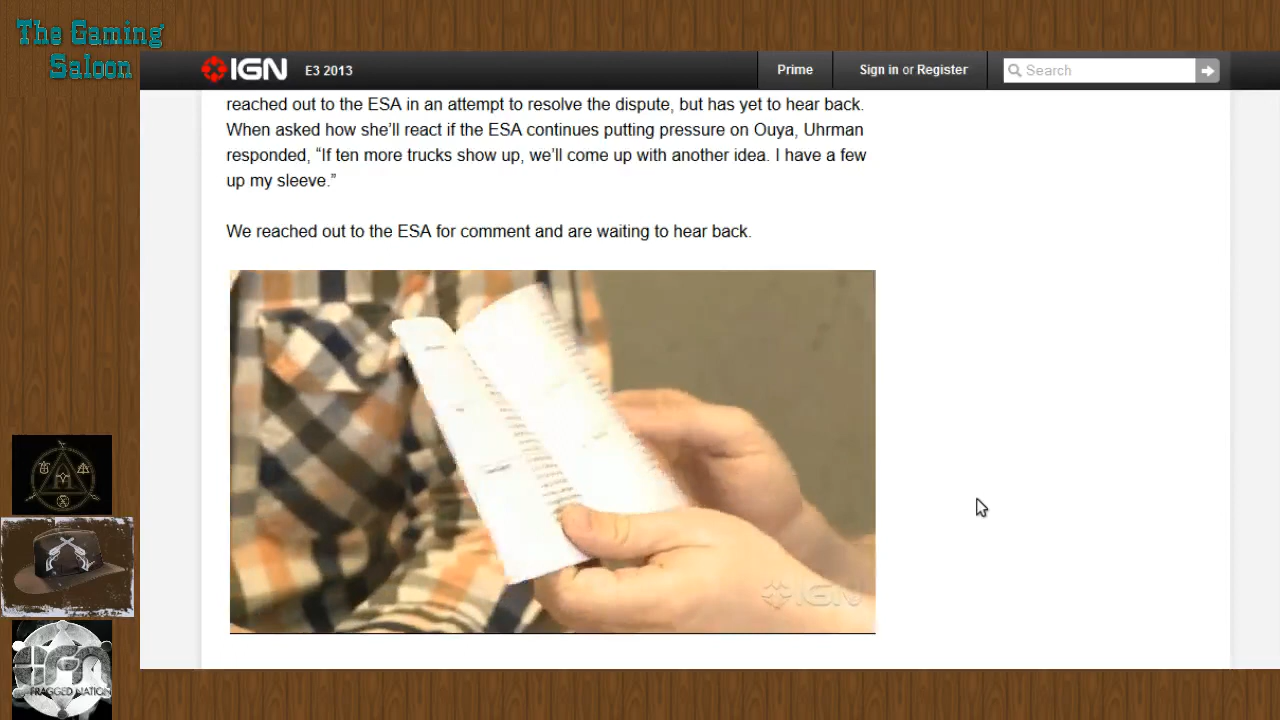 The Gaming
Saloon
IGN E3 2013 Prime Sign in or Register Search
reached out to the ESA in an attempt to resolve the dispute, but has yet to hear back.
When asked how she’ll react if the ESA continues putting pressure on Ouya, Uhrman
responded, “If ten more trucks show up, we’ll come up with another idea. I have a few
up my sleeve.”
We reached out to the ESA for comment and are waiting to hear back.
IGN
FRAGGED NATION